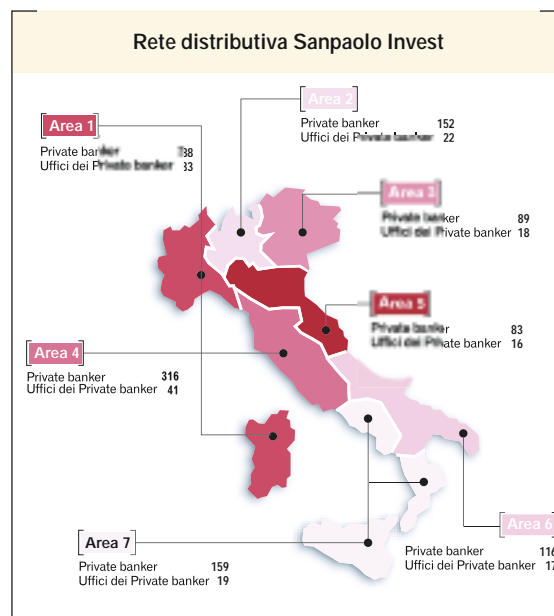 Rete distributiva Sanpaolo Invest
Area 2
Private banker 152
Uffici dei Private banker 22
Area 1
Private banker
Uffici dei Private banker
Area 3
Private banker 89
Uffici dei Private banker 18
Area 5
Private banker 83
Uffici dei Private banker 16
Area 4
Private banker 316
Uffici dei Private banker 41
Area 6
Private banker 116
Uffici dei Private banker 17
Area 7
Private banker 159
Uffici dei Private banker 19